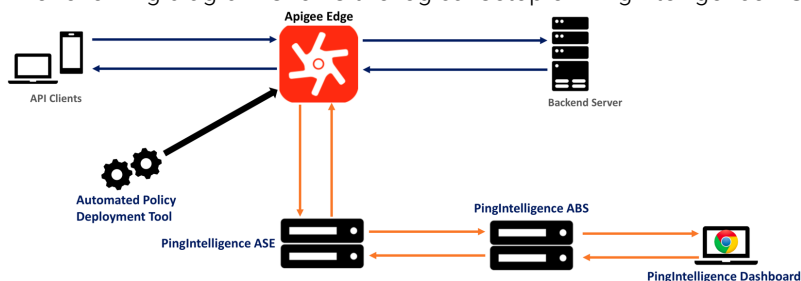 Apigee Edge
API Clients
Backend Server
Automated Policy
Deployment Tool
PingIntelligence ABS
PingIntelligence ASE
PingIntelligence Dashboard